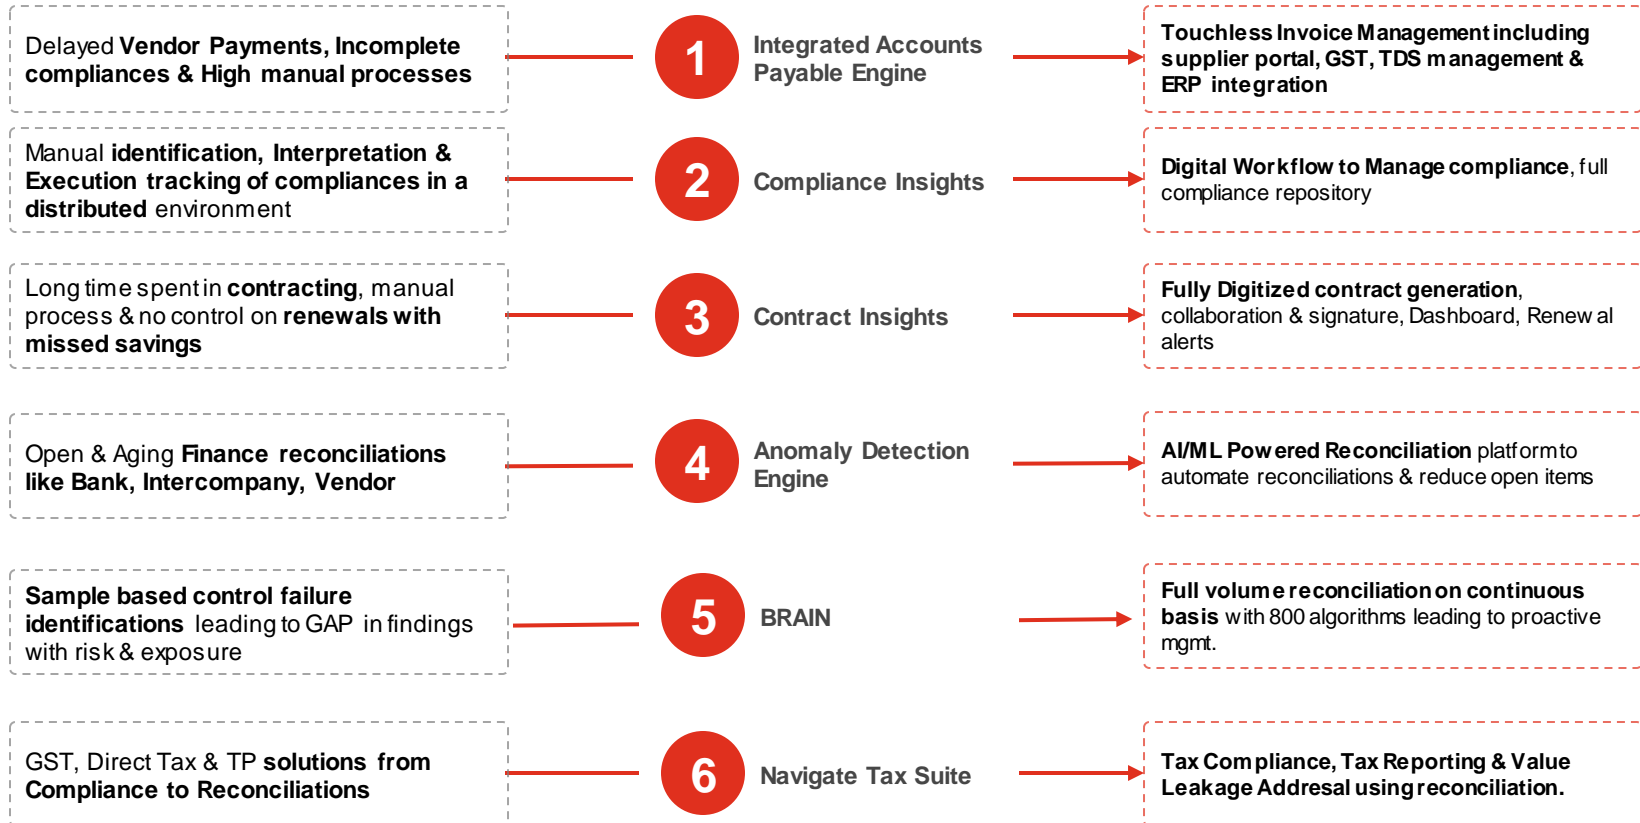 Delayed Vendor Payments, Incomplete
compliances & High manual processes
1
Integrated Accounts
Payable Engine
Touchless Invoice Management including
supplier portal, GST, TDS management &
ERP integration
Manual identification, Interpretation &
Execution tracking of compliances in a
distributed environment
2
Compliance Insights
Digital Workflow to Manage compliance, full
compliance repository
Long time spent in contracting, manual
process & no control on renewals with
missed savings
3
Contract Insights
Fully Digitized contract generation,
collaboration & signature, Dashboard, Renewal
alerts
Open & Aging Finance reconciliations
like Bank, Intercompany, Vendor
4
Anomaly Detection
Engine
AI/ML Powered Reconciliation platform to
automate reconciliations & reduce open items
Sample based control failure
identifications leading to GAP in findings
with risk & exposure
5
BRAIN
Full volume reconciliation on continuous
basis with 800 algorithms leading to proactive
mgmt.
GST, Direct Tax & TP solutions from
Compliance to Reconciliations
6
Navigate Tax Suite
Tax Compliance, Tax Reporting & Value
Leakage Addresal using reconciliation.